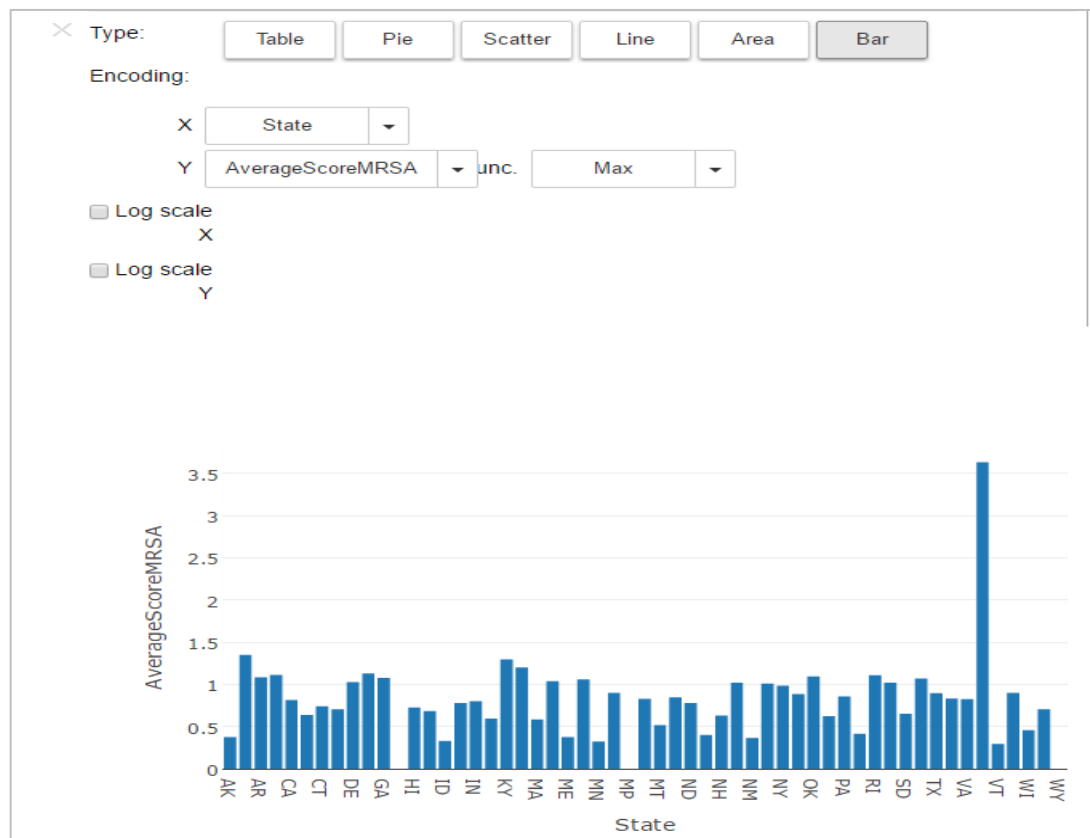 Type: Table Pie Scatter Line Area Bar
Encoding:
X State
Y AverageScoreMRSA unc. Max
Log scale
X
Log scale
Y
3.5
3
2.5
2
1.5
1
0.5
0
AverageScoreMRSA
AK AR CA CT DE GA HI ID IN KY MA ME MN MP MT ND NH NM NY OK PA RI SD TX VA VT WI WY
State